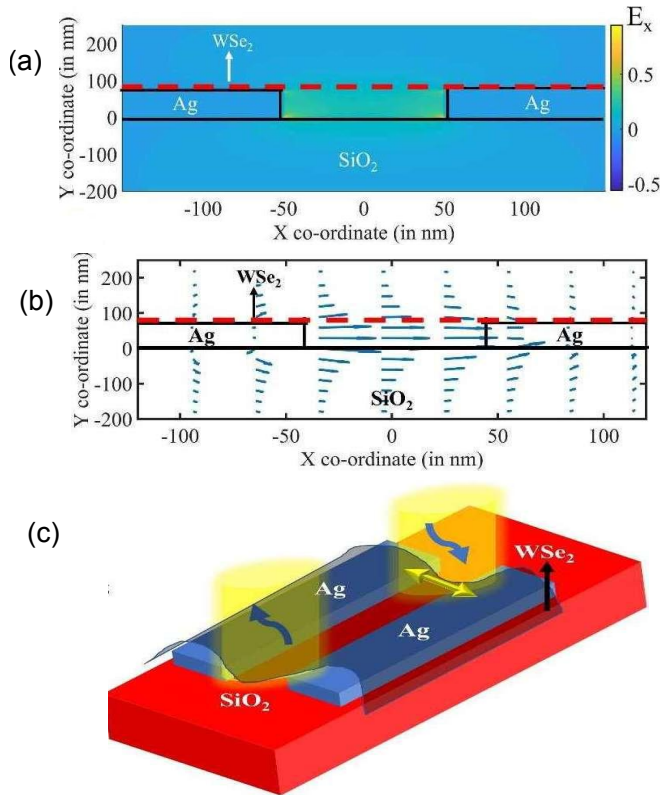 (a)
E_x
WSe₂
Ag
Ag
SiO₂
Y co-ordinate (in nm)
200
100
0
-100
-200
-100
-50
0
50
100
X co-ordinate (in nm)
0.5
0
-0.5
(b)
WSe₂
Ag
Ag
SiO₂
Y co-ordinate (in nm)
200
100
0
-100
-200
-100
-50
0
50
100
X co-ordinate (in nm)
(c)
WSe₂
Ag
Ag
SiO₂